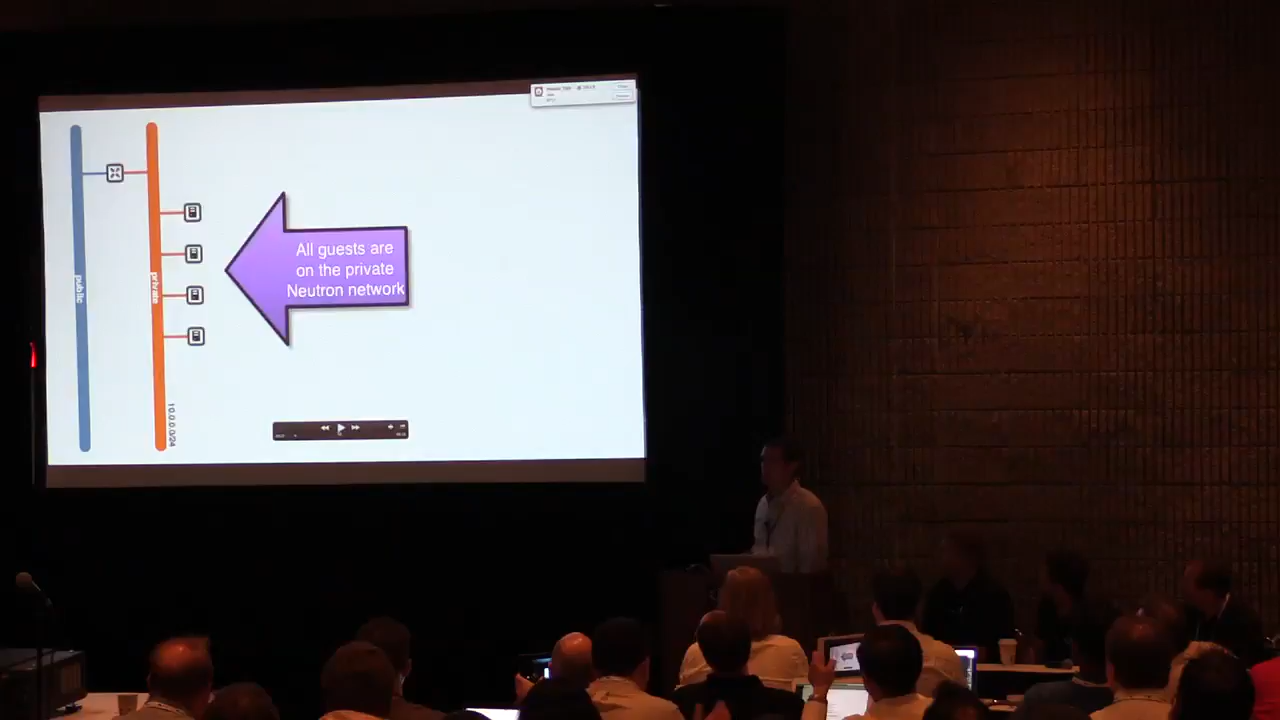 public
private
10.0.0.0/24
All guests are
on the private
Neutron network